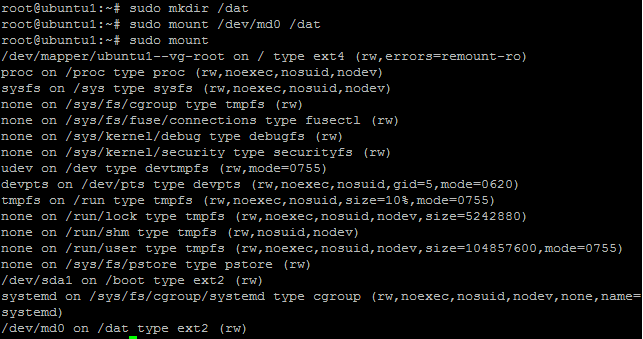 root@ubuntu1:~# sudo mkdir /dat
root@ubuntu1:~# sudo mount /dev/md0 /dat
root@ubuntu1:~# sudo mount
/dev/mapper/ubuntu1--vg-root on / type ext4 (rw,errors=remount-ro)
proc on /proc type proc (rw,noexec,nosuid,nodev)
sysfs on /sys type sysfs (rw,noexec,nosuid,nodev)
none on /sys/fs/cgroup type tmpfs (rw)
none on /sys/fs/fuse/connections type fusectl (rw)
none on /sys/kernel/debug type debugfs (rw)
none on /sys/kernel/security type securityfs (rw)
udev on /dev type devtmpfs (rw,mode=0755)
devpts on /dev/pts type devpts (rw,noexec,nosuid,gid=5,mode=0620)
tmpfs on /run type tmpfs (rw,noexec,nosuid,size=10%,mode=0755)
none on /run/lock type tmpfs (rw,noexec,nosuid,nodev,size=5242880)
none on /run/shm type tmpfs (rw,nosuid,nodev)
none on /run/user type tmpfs (rw,noexec,nosuid,nodev,size=104857600,mode=0755)
none on /sys/fs/pstore type pstore (rw)
/dev/sda1 on /boot type ext2 (rw)
systemd on /sys/fs/cgroup/systemd type cgroup (rw,noexec,nosuid,nodev,none,name=
systemd)
/dev/md0 on /dat type ext2 (rw)